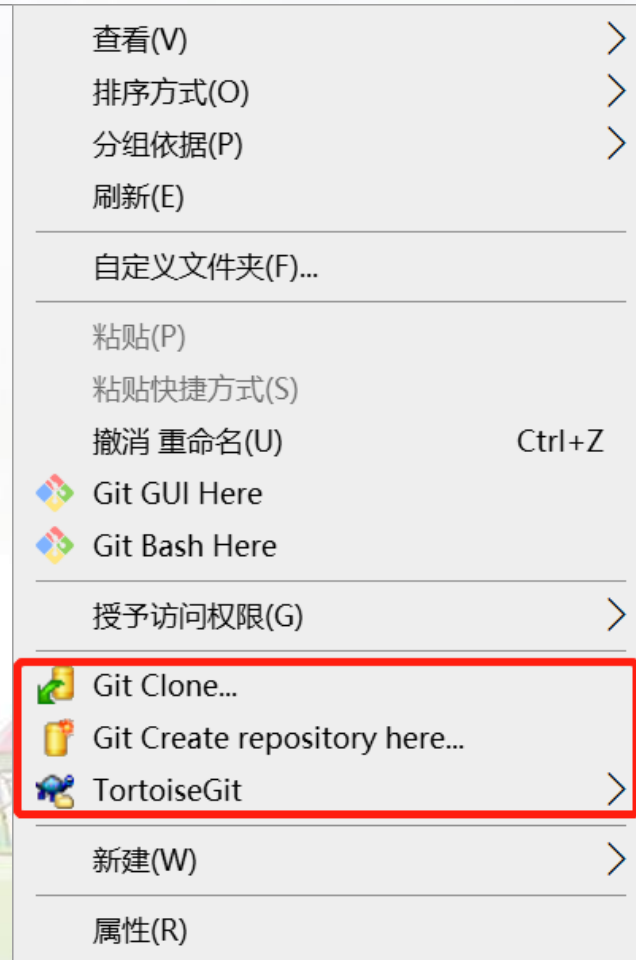 查看(V)
排序方式(O)
分组依据(P)
刷新(E)
自定义文件夹(F)...
粘贴(P)
粘贴快捷方式(S)
撤消 重命名(U) Ctrl+Z
Git GUI Here
Git Bash Here
授予访问权限(G)
Git Clone...
Git Create repository here...
TortoiseGit
新建(W)
属性(R)